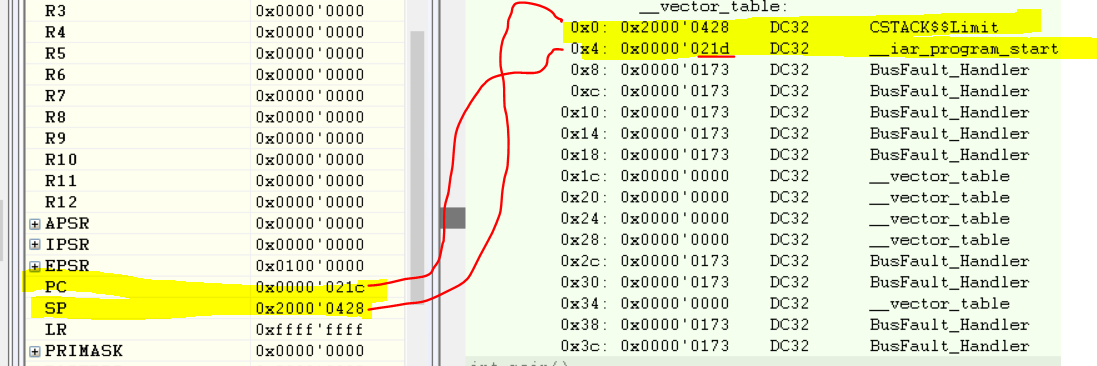 R3 0x0000'0000
R4 0x0000'0000
R5 0x0000'0000
R6 0x0000'0000
R7 0x0000'0000
R8 0x0000'0000
R9 0x0000'0000
R10 0x0000'0000
R11 0x0000'0000
R12 0x0000'0000
APSR 0x0000'0000
IPSR 0x0000'0000
EPSR 0x0100'0000
PC 0x0000'021c
SP 0x2000'0428
LR 0xffff'ffff
PRIMASK 0x0000'0000
__vector_table:
0x0: 0x2000'0428 DC32 CSTACK$$Limit
0x4: 0x0000'021d DC32 __iar_program_start
0x8: 0x0000'0173 DC32 BusFault_Handler
0xc: 0x0000'0173 DC32 BusFault_Handler
0x10: 0x0000'0173 DC32 BusFault_Handler
0x14: 0x0000'0173 DC32 BusFault_Handler
0x18: 0x0000'0173 DC32 BusFault_Handler
0x1c: 0x0000'0000 DC32 __vector_table
0x20: 0x0000'0000 DC32 __vector_table
0x24: 0x0000'0000 DC32 __vector_table
0x28: 0x0000'0000 DC32 __vector_table
0x2c: 0x0000'0173 DC32 BusFault_Handler
0x30: 0x0000'0173 DC32 BusFault_Handler
0x34: 0x0000'0000 DC32 __vector_table
0x38: 0x0000'0173 DC32 BusFault_Handler
0x3c: 0x0000'0173 DC32 BusFault_Handler